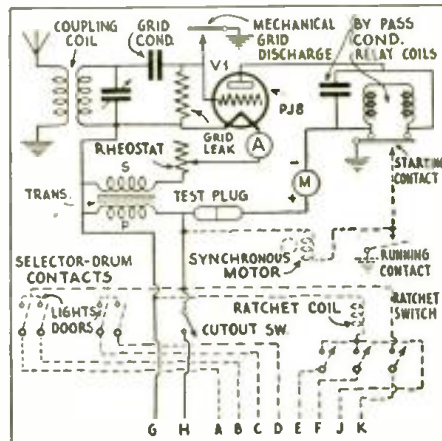 COUPLING
COIL
GRID
COND.
MECHANICAL
GRID
DISCHARGE
BY PASS
COND.
RELAY COILS
V1
PJ8
GRID
LEAK
A
RHEOSTAT
S
TRANS.
P
TEST PLUG
-
M
+
STARTING
CONTACT
SYNCHRONOUS
MOTOR
RUNNING
CONTACT
SELECTOR-DRUM
CONTACTS
LIGHTS
DOORS
CUTOUT SW.
RATCHET COIL
RATCHET
SWITCH
G H A B C D E F J K